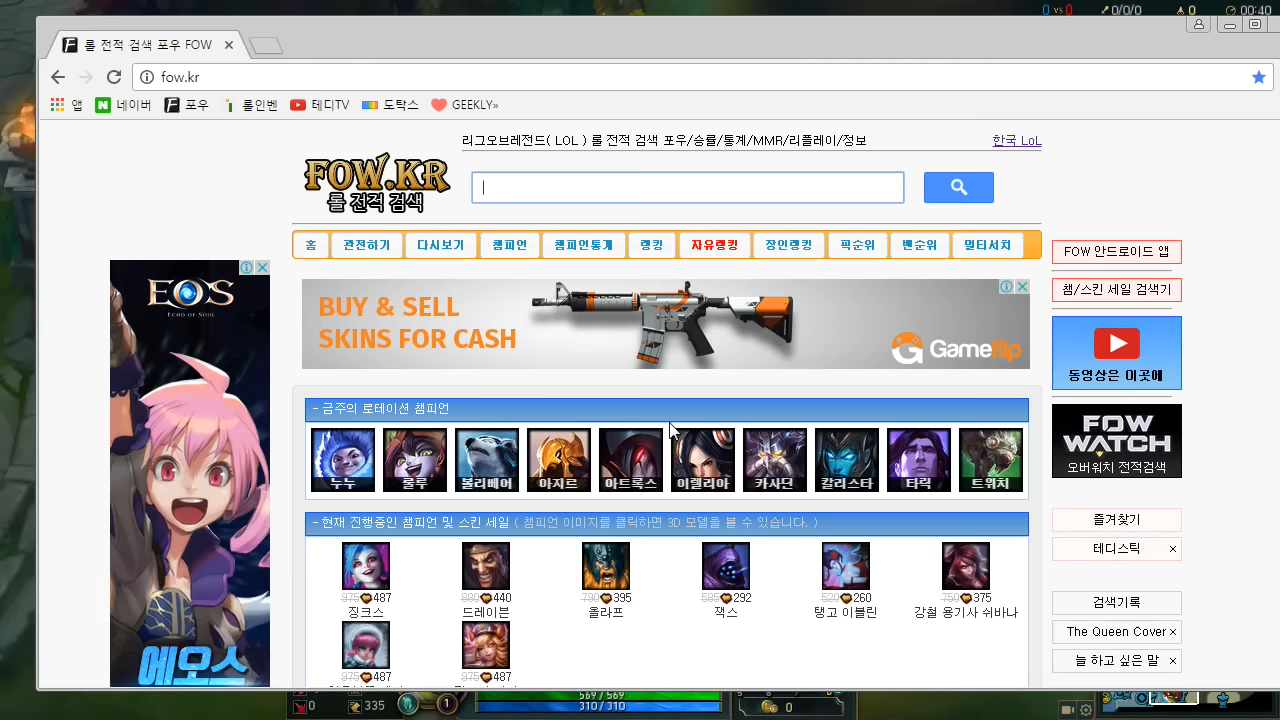 0 vs 0 0/0/0 0 00:40
롤 전적 검색 포우 FOW
fow.kr
앱 네이버 포우 롤인벤 테디TV 도탁스 GEEKLY»
리그오브레전드( LOL ) 롤 전적 검색 포우/승률/통계/MMR/리플레이/정보
한국 LoL
FOW.KR
롤 전적 검색
홈 관전하기 다시보기 챔피언 챔피언통계 랭킹 자유랭킹 장인랭킹 픽순위 밴순위 멀티서치
EOS
ECHO OF SOUL
에오스
BUY & SELL
SKINS FOR CASH
Gameflip
FOW 안드로이드 앱
챔/스킨 세일 검색기
동영상은 이곳에
FOW
WATCH
오버워치 전적검색
즐겨찾기
테디스틱 ×
검색기록
The Queen Cover ×
늘 하고 싶은 말 ×
- 금주의 로테이션 챔피언
누누 룰루 볼리베어 아지르 아트록스 이렐리아 카사딘 칼리스타 타릭 트위치
- 현재 진행중인 챔피언 및 스킨 세일 ( 챔피언 이미지를 클릭하면 3D 모델을 볼 수 있습니다. )
975 487 880 440 790 395 585 292 520 260 750 375
징크스 드레이븐 올라프 잭스 탱고 이블린 강철 용기사 쉬바나
975 487 975 487
0 335 1 569 / 569
310 / 310 0